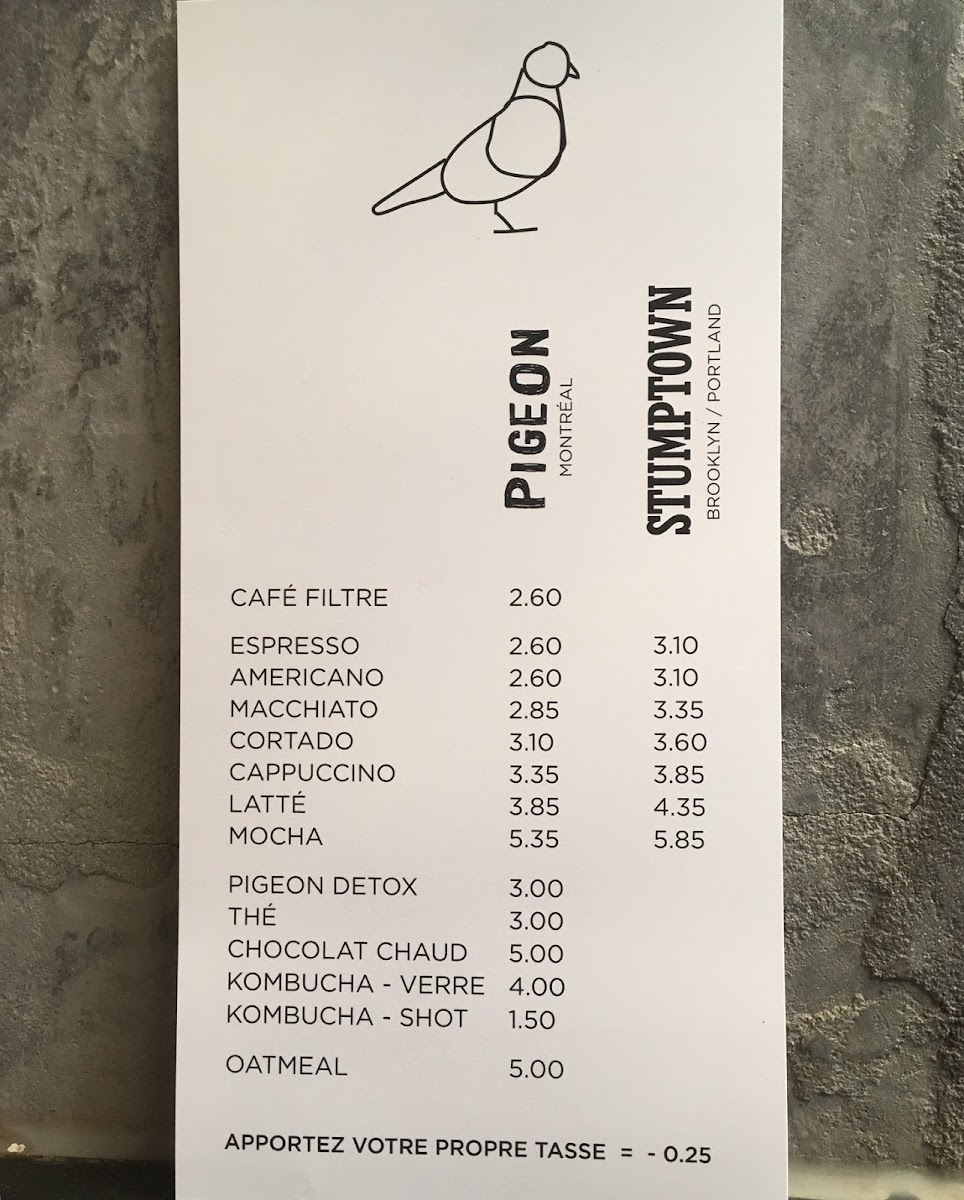 PIGEON
MONTRÉAL
STUMPTOWN
BROOKLYN / PORTLAND
CAFÉ FILTRE 2.60
ESPRESSO 2.60 3.10
AMERICANO 2.60 3.10
MACCHIATO 2.85 3.35
CORTADO 3.10 3.60
CAPPUCCINO 3.35 3.85
LATTÉ 3.85 4.35
MOCHA 5.35 5.85
PIGEON DETOX 3.00
THÉ 3.00
CHOCOLAT CHAUD 5.00
KOMBUCHA - VERRE 4.00
KOMBUCHA - SHOT 1.50
OATMEAL 5.00
APPORTEZ VOTRE PROPRE TASSE = - 0.25